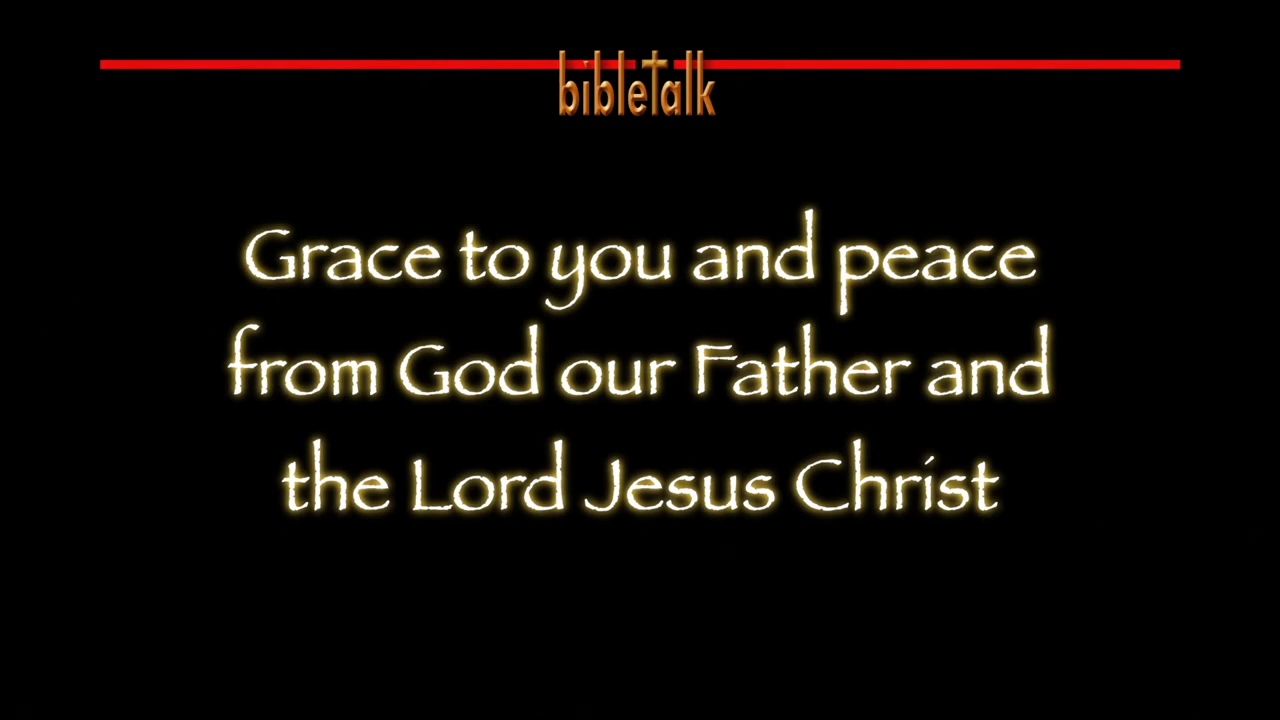 bibleTalk
Grace to you and peace
from God our Father and
the Lord Jesus Christ